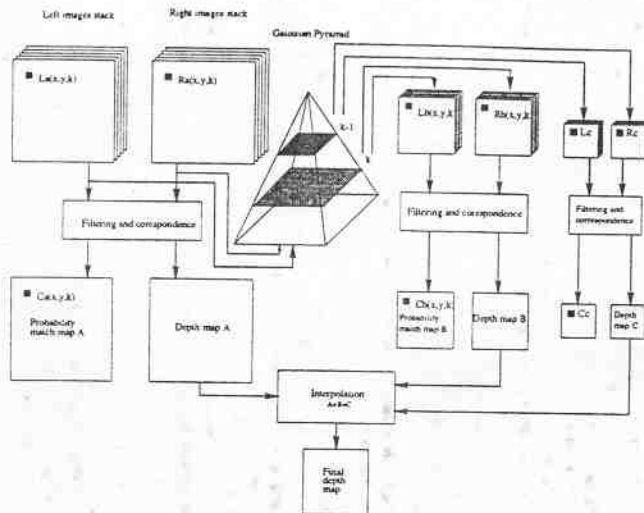 Left images stack
Right images stack
Gaussian Pyramid
La(x,y,k)
Ra(x,y,k)
k-1
k
Lb(x,y,k
Rb(x,y,k
Lc
Rc
Filtering and correspondence
Filtering and correspondence
Filtering and
correspondence
Ca(x,y,k)
Probability
match map A
Depth map A
Cb(x,y,k)
Probability
match map B
Depth map B
Cc
Depth
map C
Interpolation
A+B+C
Final
depth
map